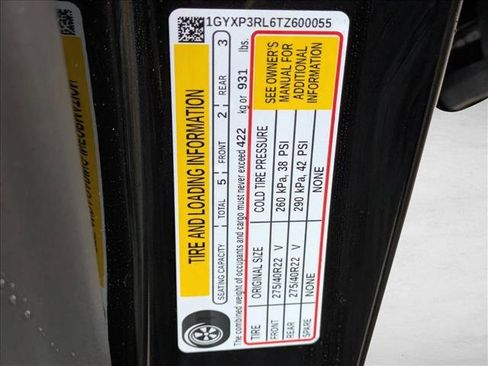 1GYXP3RL6TZ600055
TIRE AND LOADING INFORMATION
SEATING CAPACITY | TOTAL 5 | FRONT 2 | REAR 3
The combined weight of occupants and cargo must never exceed 422 kg or 931 lbs.
TIRE ORIGINAL SIZE COLD TIRE PRESSURE
FRONT 275/40R22 V 260 kPa, 38 PSI
REAR 275/40R22 V 290 kPa, 42 PSI
SPARE NONE NONE
SEE OWNER'S
MANUAL FOR
ADDITIONAL
INFORMATION